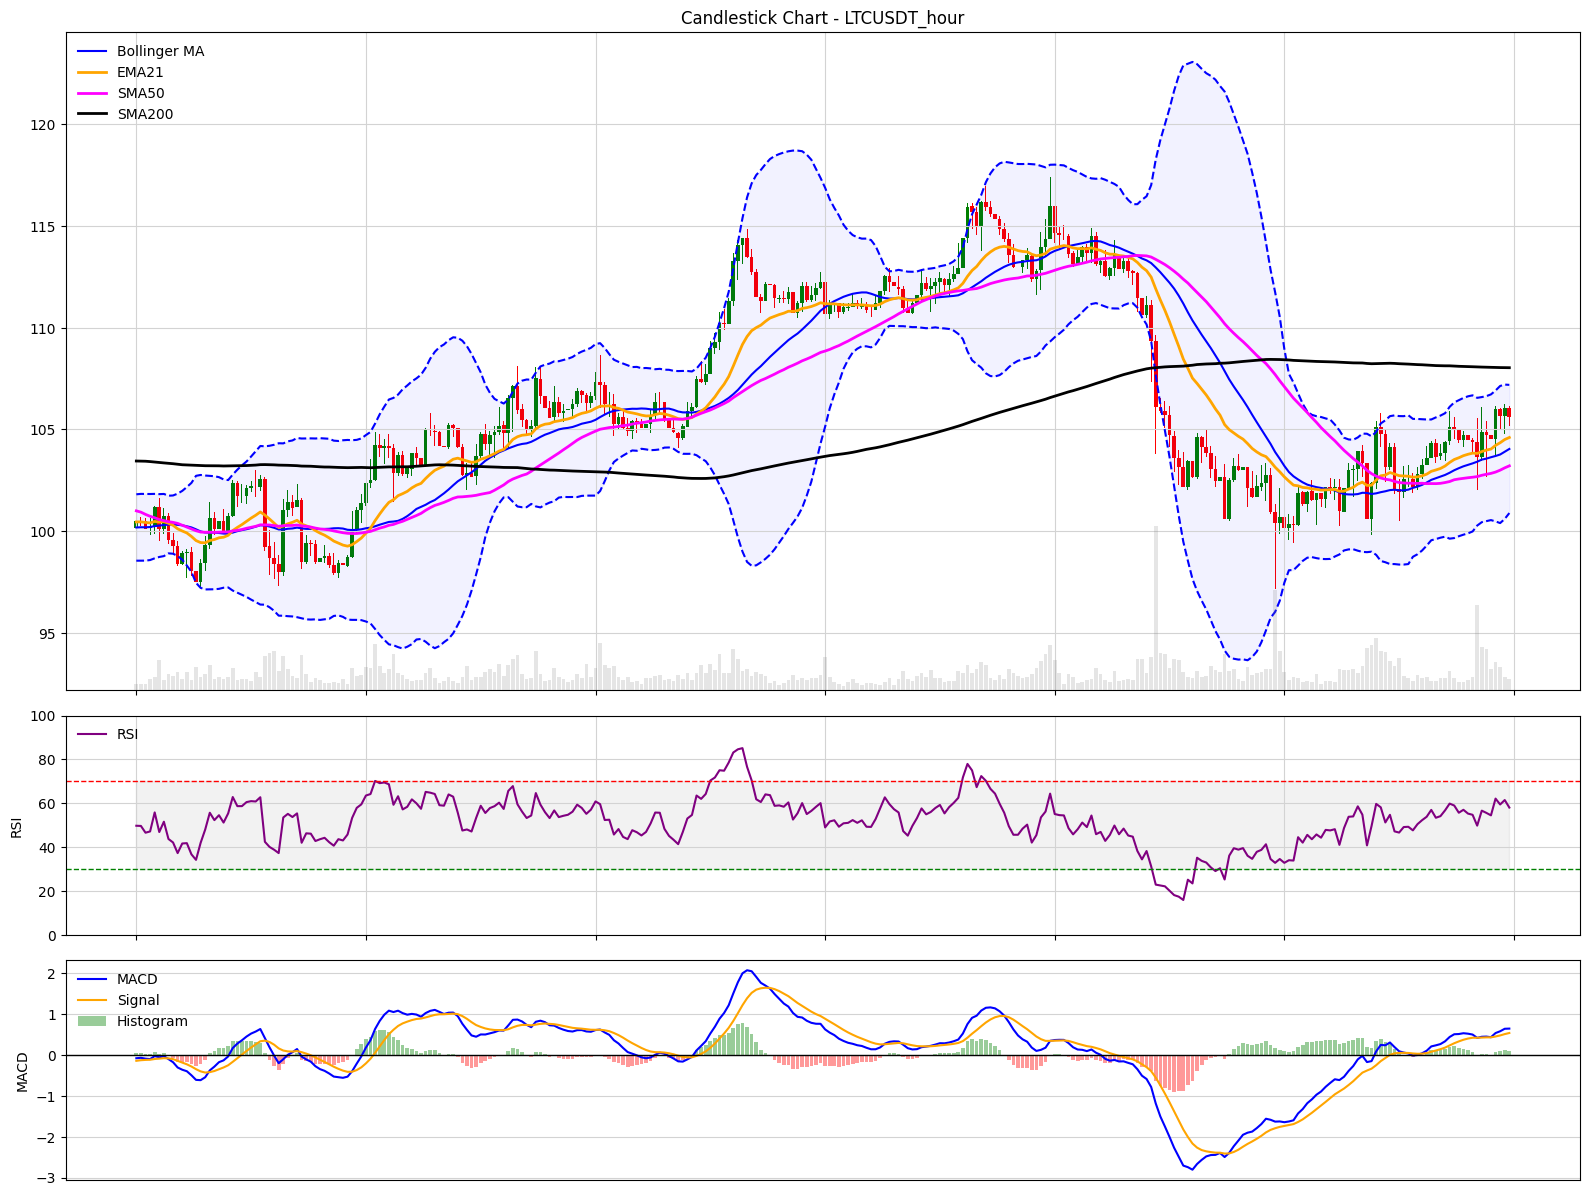 Candlestick Chart - LTCUSDT_hour
Bollinger MA
EMA21
SMA50
SMA200
120
115
110
105
100
95
100
RSI
80
60
40
20
0
RSI
MACD
Signal
Histogram
2
1
0
−1
−2
−3
MACD